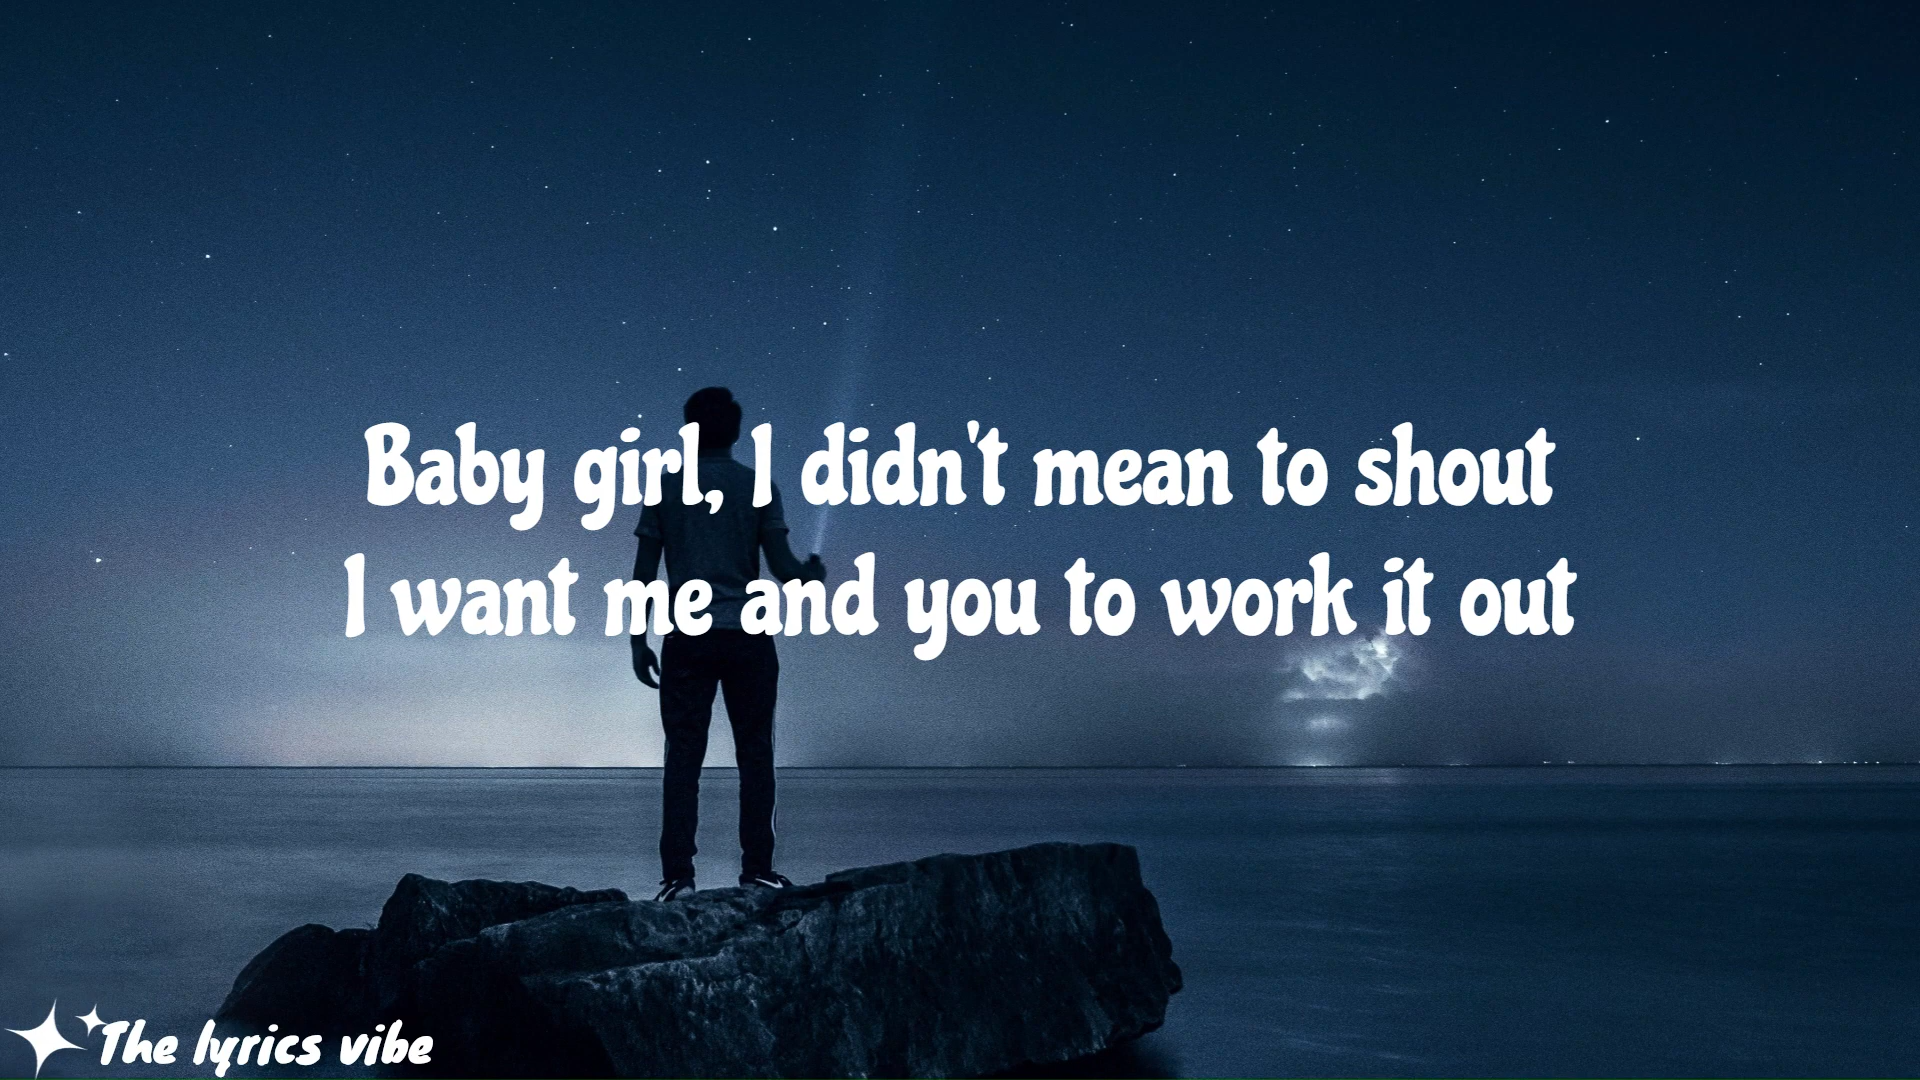 Baby girl, I didn't mean to shout
I want me and you to work it out
The lyrics vibe